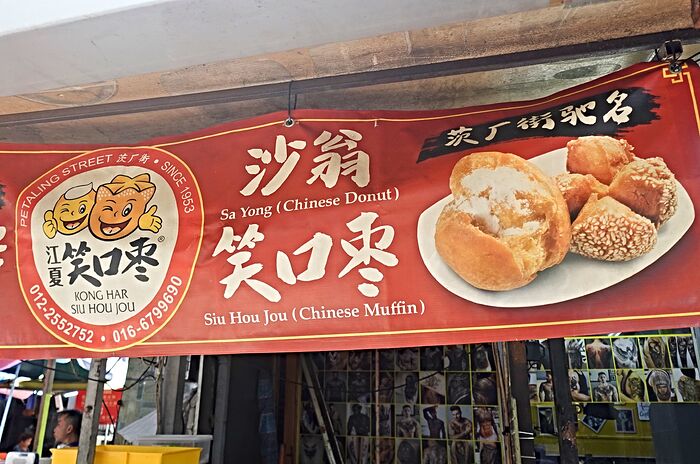 PETALING STREET 茨厂街 • SINCE 1953
江夏
笑口枣®
KONG HAR
SIU HOU JOU
012-2552752 • 016-6799690
沙翁
Sa Yong (Chinese Donut)
笑口枣
Siu Hou Jou (Chinese Muffin)
茨厂街驰名